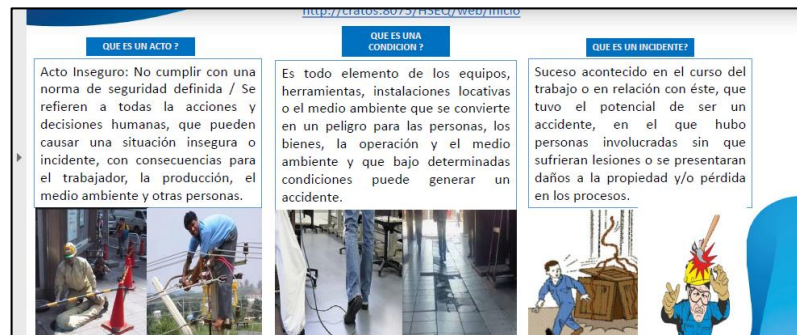 http://cratos:8075/HSEQ/web/inicio
QUE ES UN ACTO ?
Acto Inseguro: No cumplir con una
norma de seguridad definida / Se
refieren a todas la acciones y
decisiones humanas, que pueden
causar una situación insegura o
incidente, con consecuencias para
el trabajador, la producción, el
medio ambiente y otras personas.
QUE ES UNA
CONDICION ?
Es todo elemento de los equipos,
herramientas, instalaciones locativas
o el medio ambiente que se convierte
en un peligro para las personas, los
bienes, la operación y el medio
ambiente y que bajo determinadas
condiciones puede generar un
accidente.
QUE ES UN INCIDENTE?
Suceso acontecido en el curso del
trabajo o en relación con éste, que
tuvo el potencial de ser un
accidente, en el que hubo
personas involucradas sin que
sufrieran lesiones o se presentaran
daños a la propiedad y/o pérdida
en los procesos.